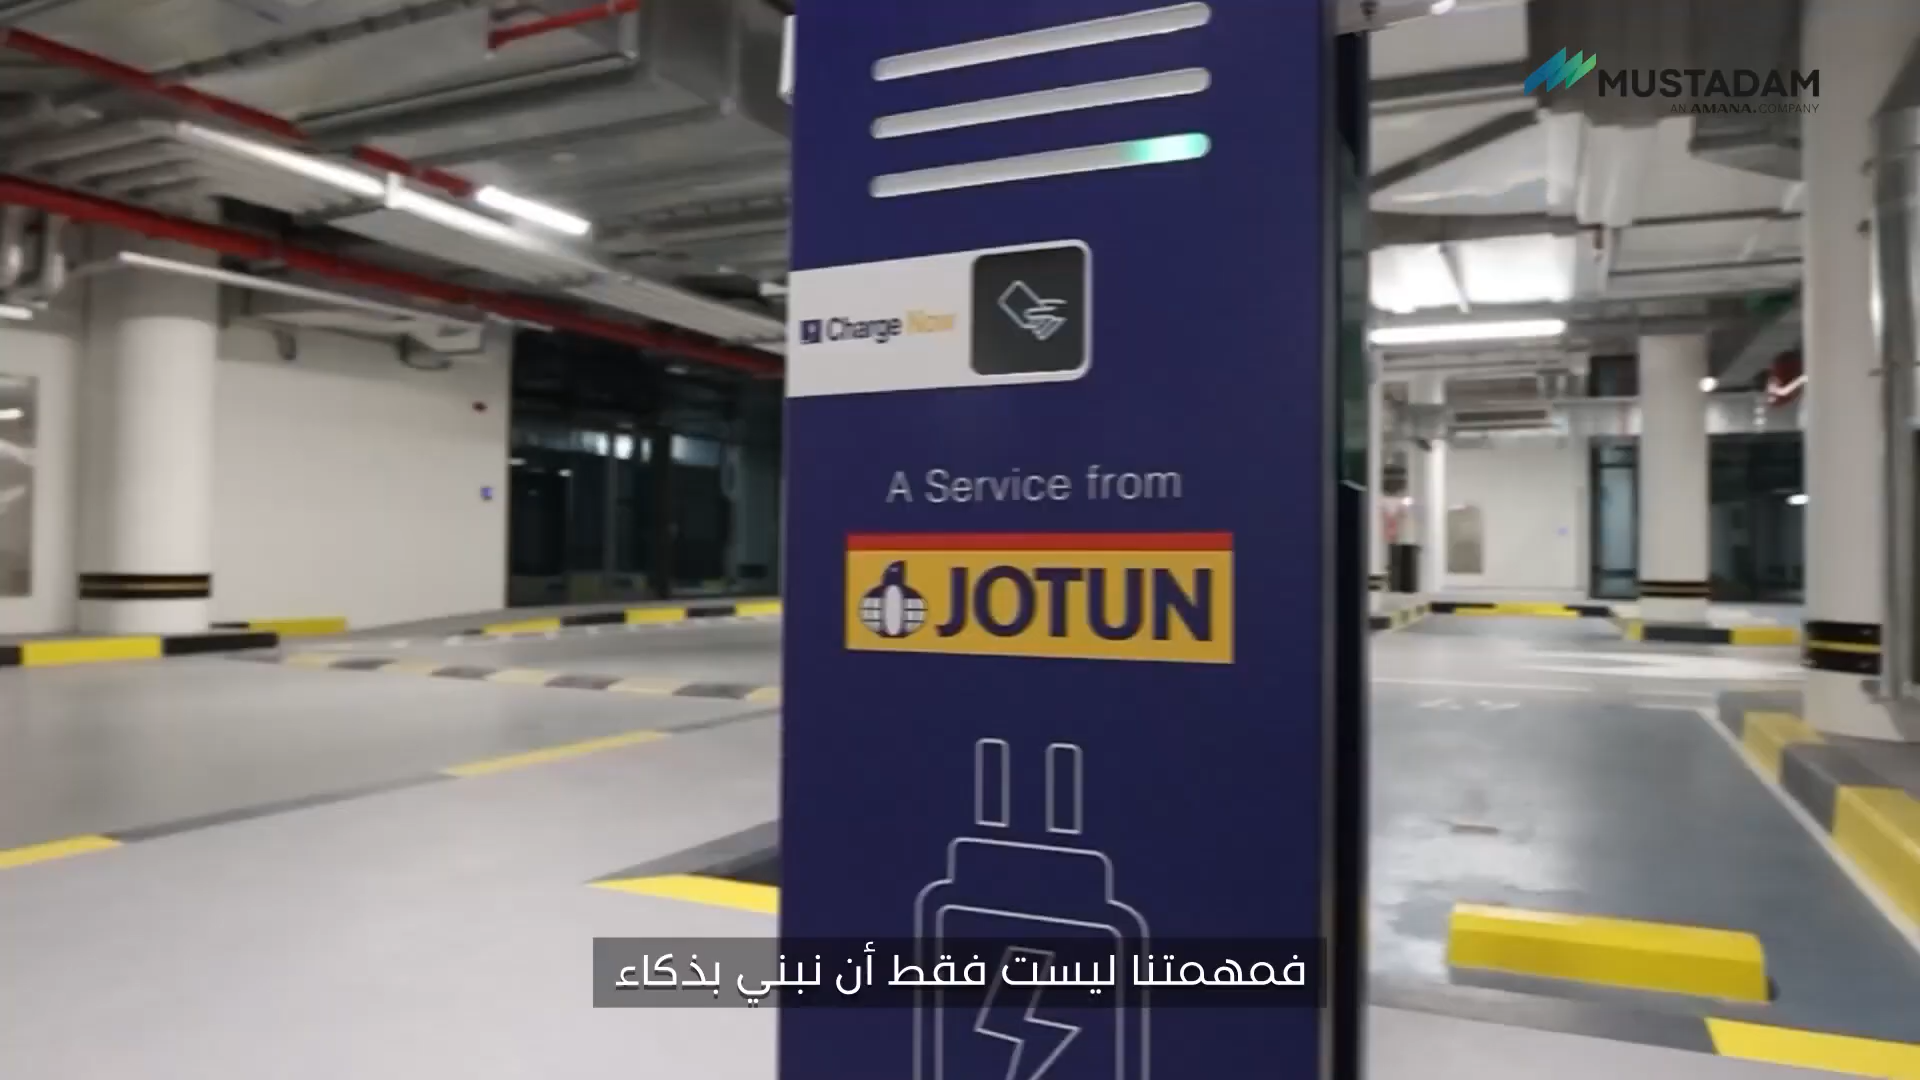 MUSTADAM
AN AMANA COMPANY
Charge Now
A Service from
JOTUN
فمهمتنا ليست فقط أن نبني بذكاء